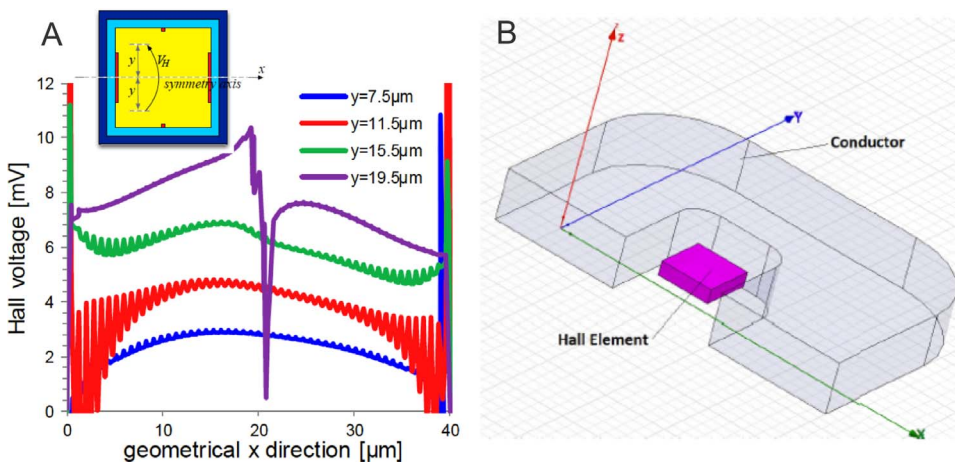 A
y
V_H
x
symmetry axis
y
12
10
8
6
4
2
0
Hall voltage [mV]
y=7.5µm
y=11.5µm
y=15.5µm
y=19.5µm
0
10
20
30
40
geometrical x direction [µm]
B
z
Y
Conductor
Hall Element
X